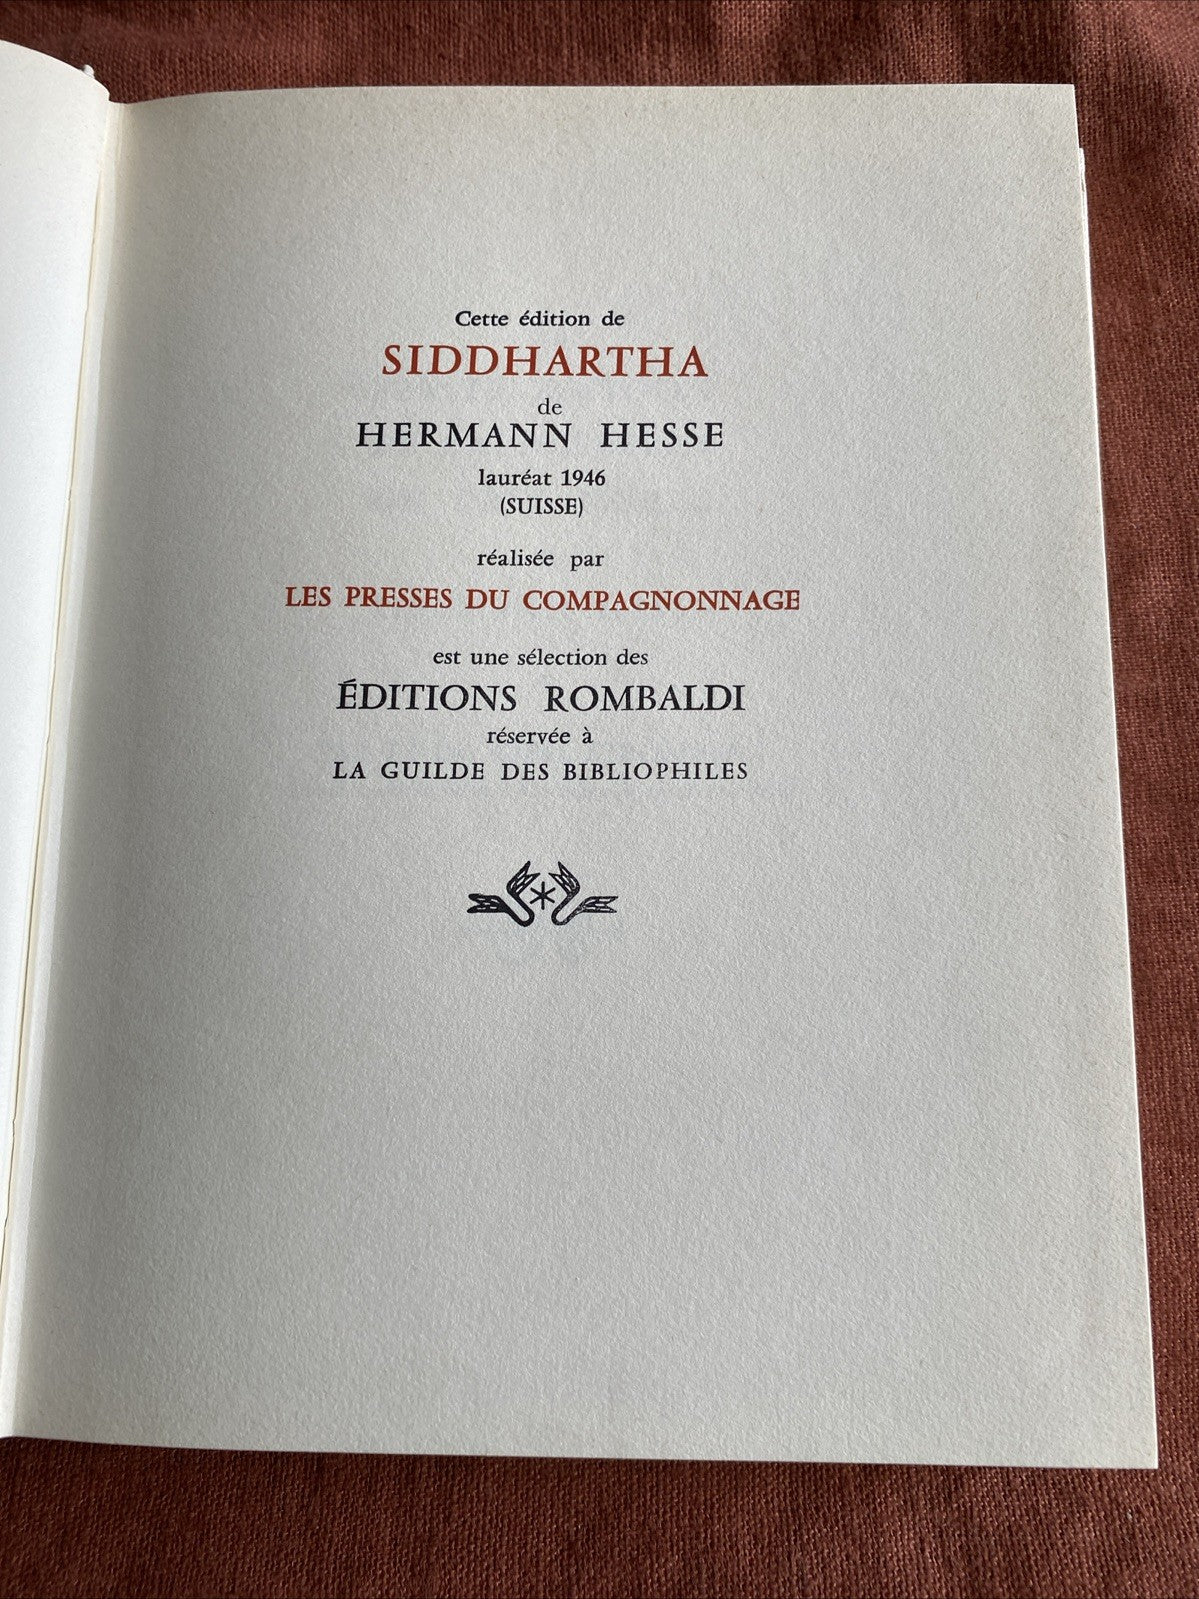 Cette édition de
SIDDHARTHA
de
HERMANN HESSE
lauréat 1946
(SUISSE)
réalisée par
LES PRESSES DU COMPAGNONNAGE
est une sélection des
ÉDITIONS ROMBALDI
réservée à
LA GUILDE DES BIBLIOPHILES